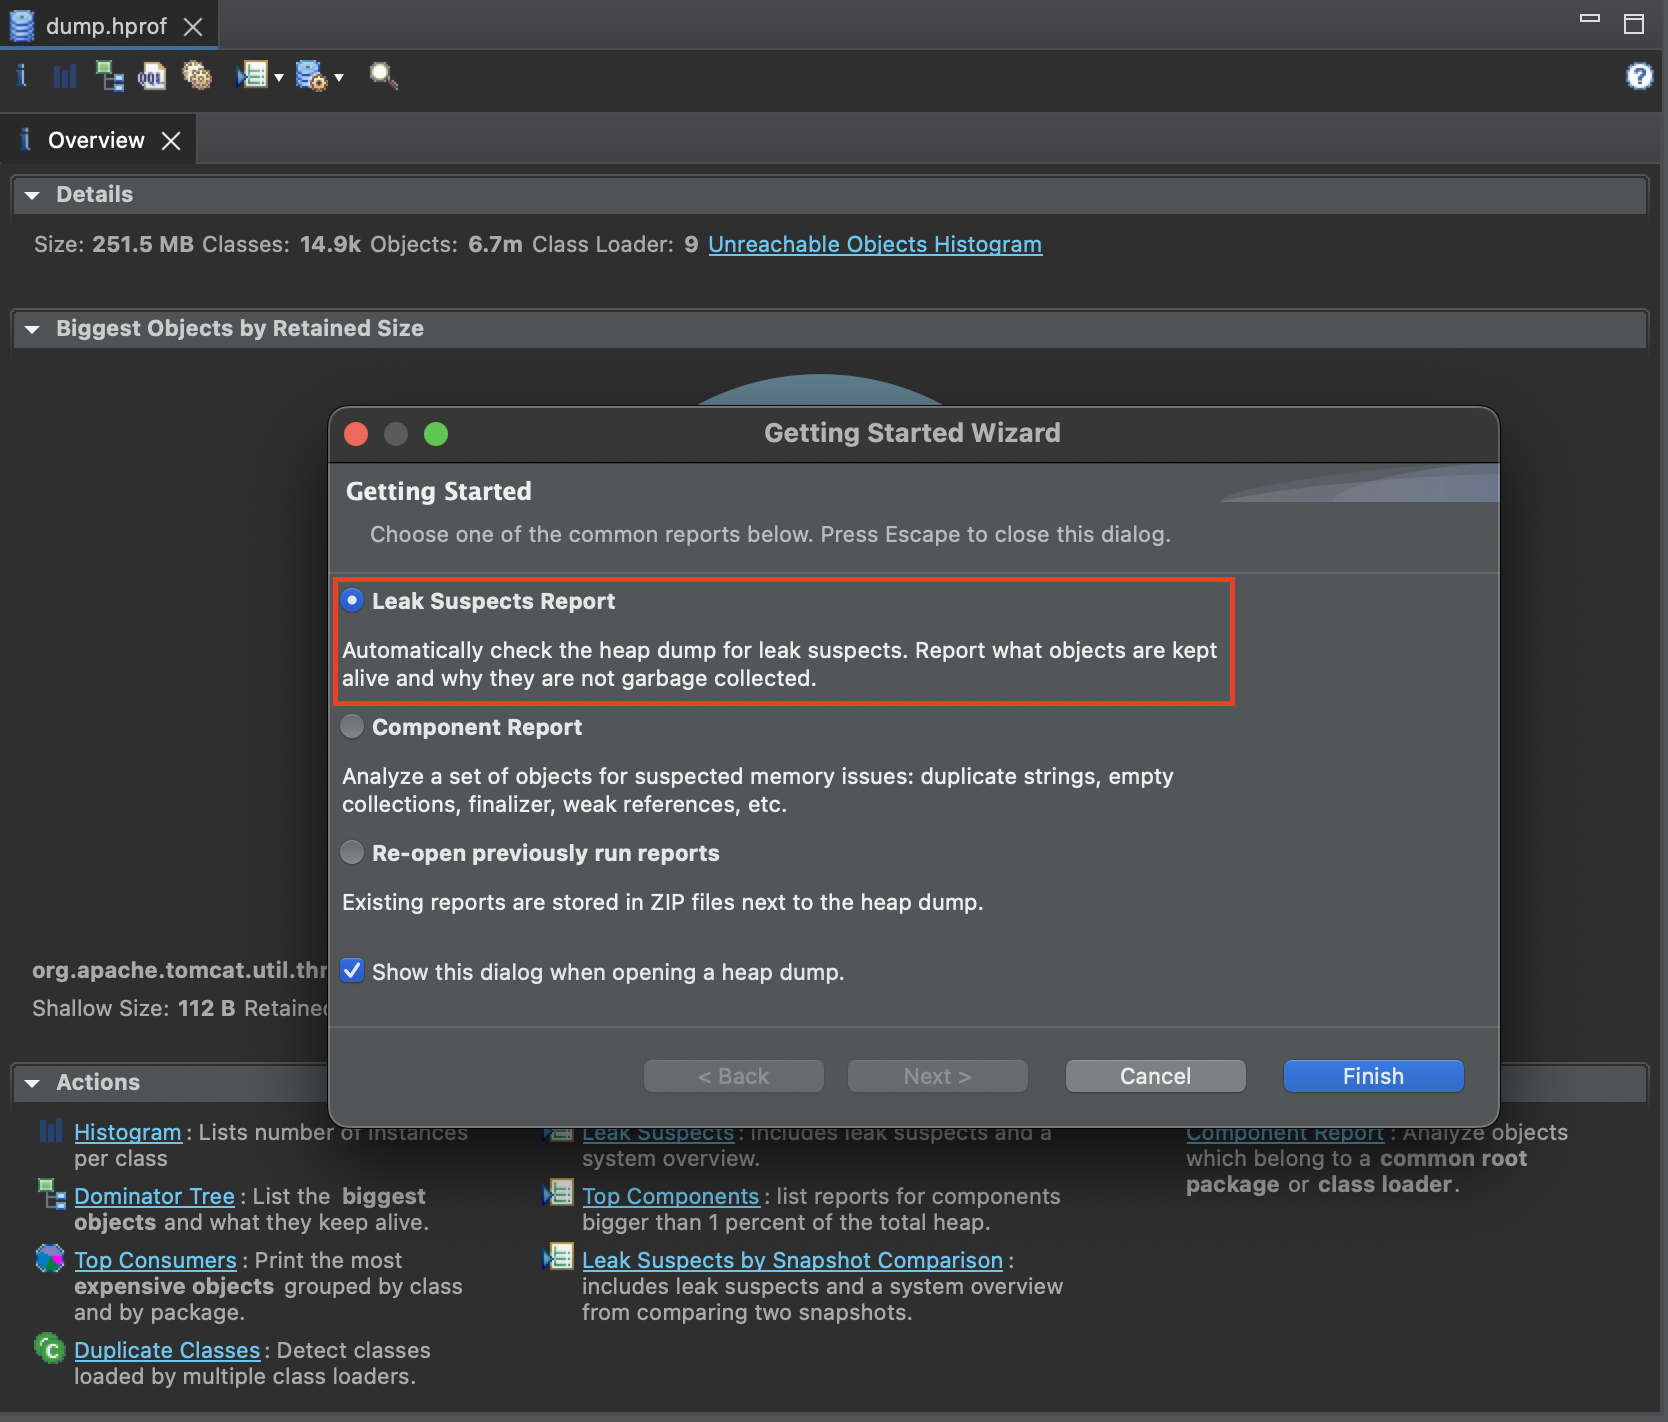 dump.hprof
OQL
Overview
Details
Size: 251.5 MB Classes: 14.9k Objects: 6.7m Class Loader: 9 Unreachable Objects Histogram
Biggest Objects by Retained Size
Getting Started Wizard
Getting Started
Choose one of the common reports below. Press Escape to close this dialog.
Leak Suspects Report
Automatically check the heap dump for leak suspects. Report what objects are kept
alive and why they are not garbage collected.
Component Report
Analyze a set of objects for suspected memory issues: duplicate strings, empty
collections, finalizer, weak references, etc.
Re-open previously run reports
Existing reports are stored in ZIP files next to the heap dump.
Show this dialog when opening a heap dump.
< Back
Next >
Cancel
Finish
org.apache.tomcat.util.thr
Shallow Size: 112 B Retained
Actions
Histogram : Lists number of instances
per class
Dominator Tree : List the biggest
objects and what they keep alive.
Top Consumers : Print the most
expensive objects grouped by class
and by package.
Duplicate Classes : Detect classes
loaded by multiple class loaders.
Leak Suspects : includes leak suspects and a
system overview.
Top Components : list reports for components
bigger than 1 percent of the total heap.
Leak Suspects by Snapshot Comparison :
includes leak suspects and a system overview
from comparing two snapshots.
Component Report : Analyze objects
which belong to a common root
package or class loader.